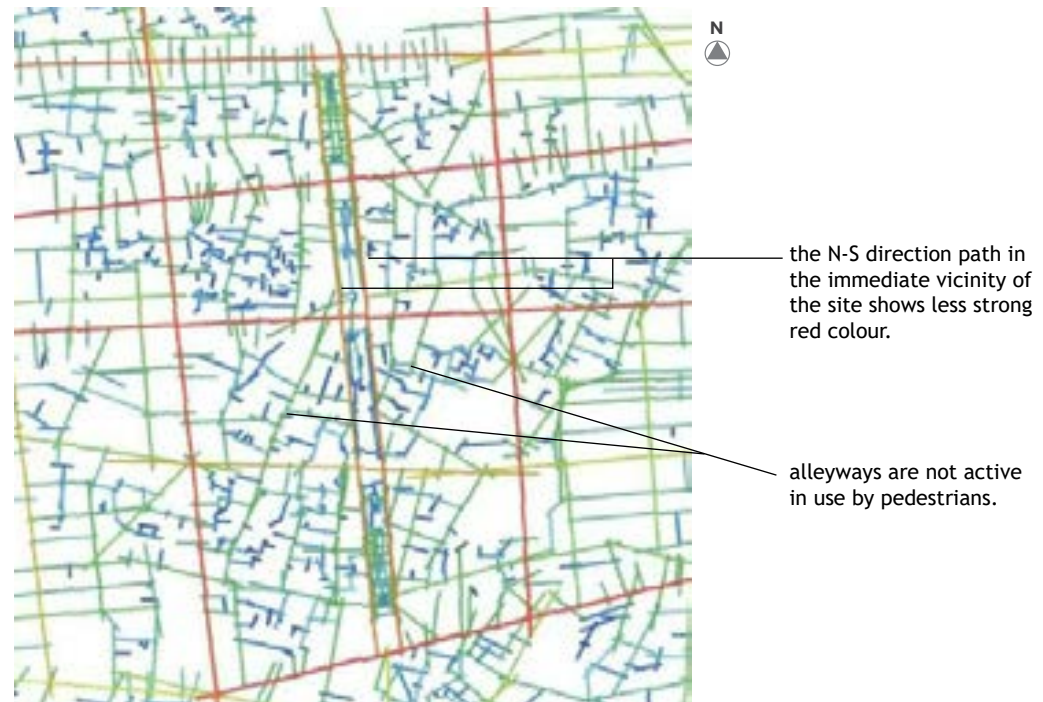 N
the N-S direction path in
the immediate vicinity of
the site shows less strong
red colour.
alleyways are not active
in use by pedestrians.